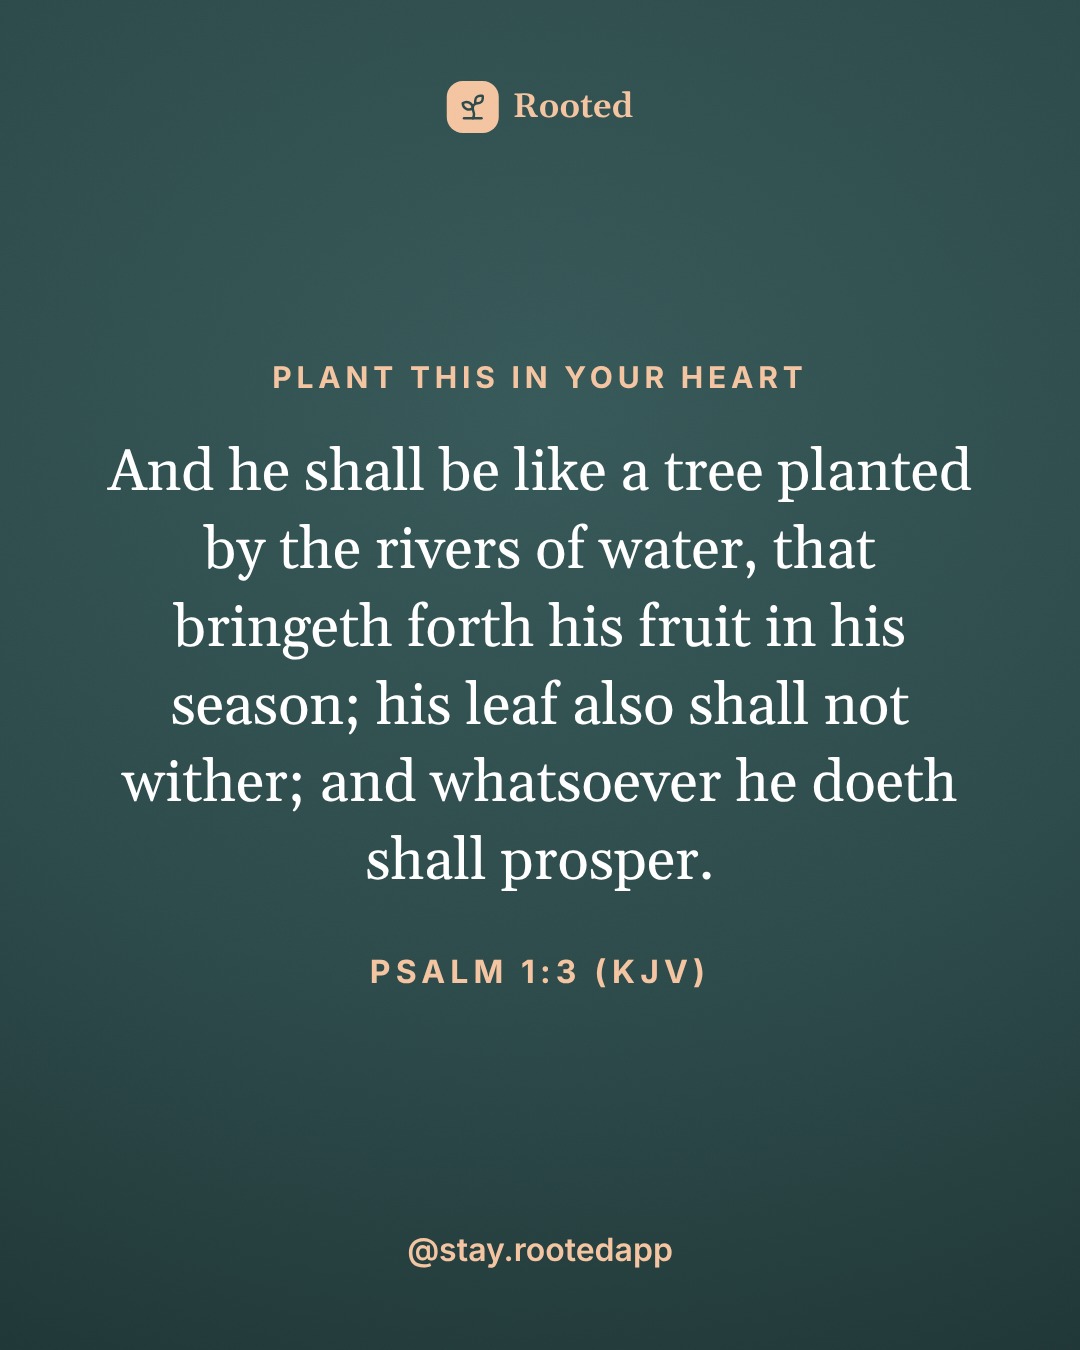 Rooted
PLANT THIS IN YOUR HEART
And he shall be like a tree planted
by the rivers of water, that
bringeth forth his fruit in his
season; his leaf also shall not
wither; and whatsoever he doeth
shall prosper.
PSALM 1:3 (KJV)
@stay.rootedapp